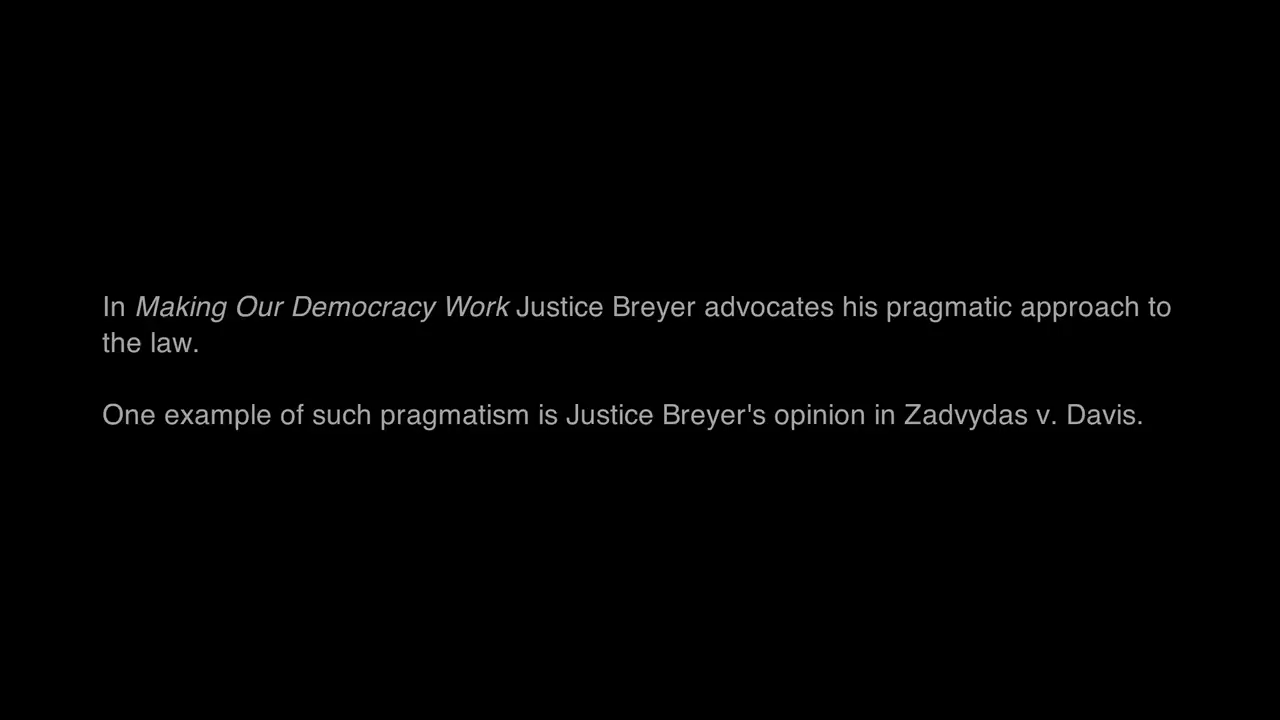 In Making Our Democracy Work Justice Breyer advocates his pragmatic approach to
the law.
One example of such pragmatism is Justice Breyer's opinion in Zadvydas v. Davis.